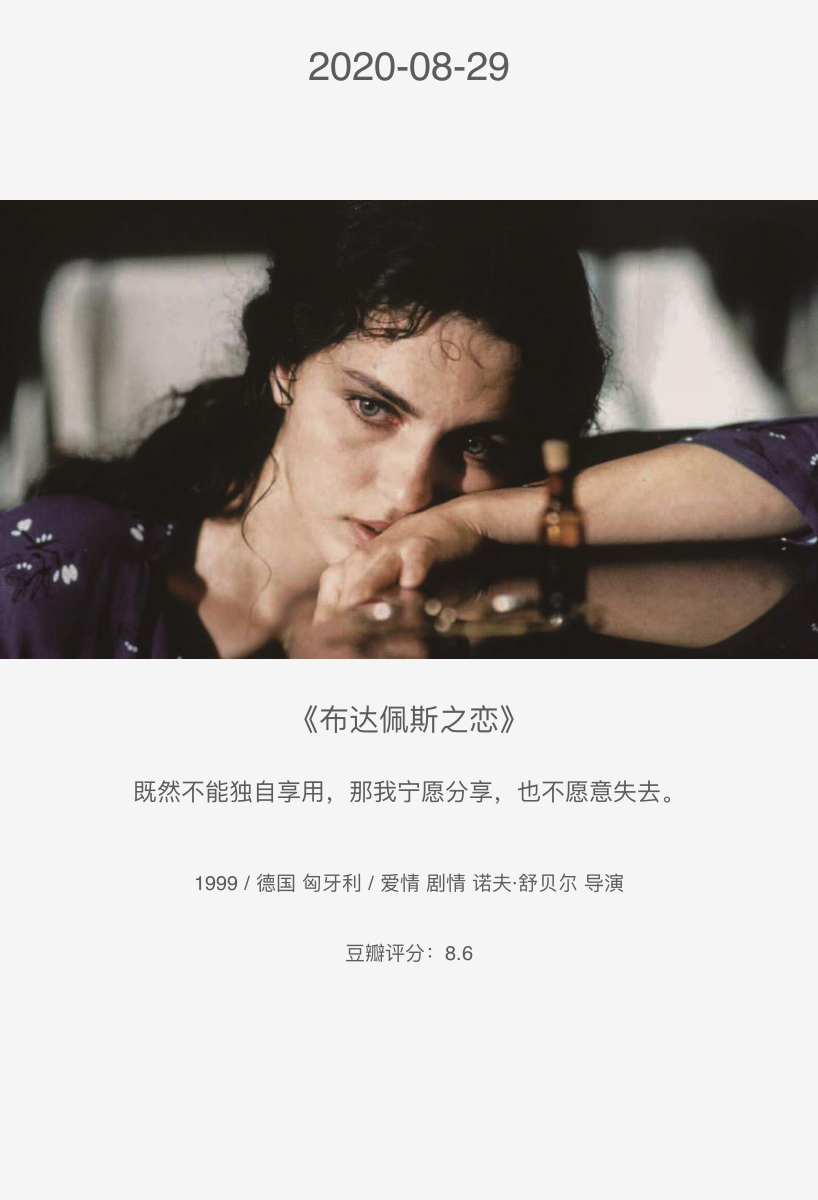 2020-08-29
《布达佩斯之恋》
既然不能独自享用，那我宁愿分享，也不愿意失去。
1999 / 德国 匈牙利 / 爱情 剧情 诺夫·舒贝尔 导演
豆瓣评分：8.6